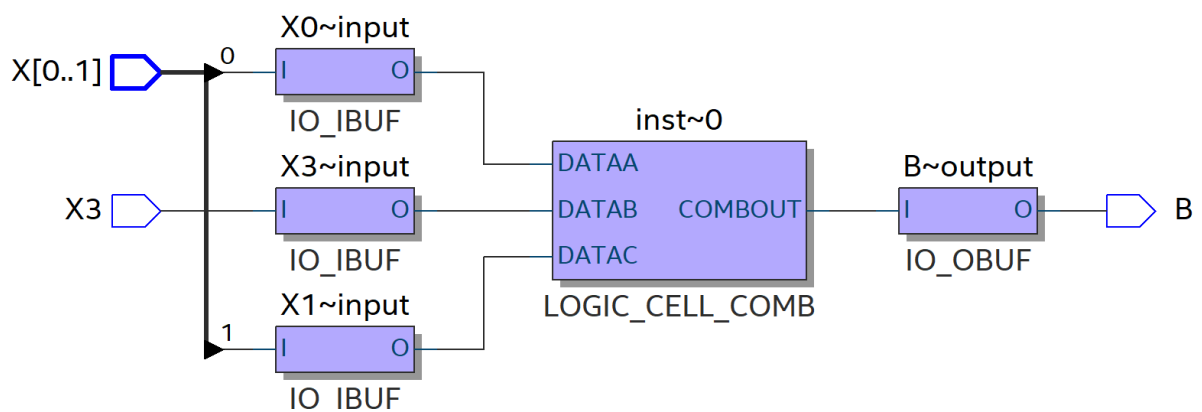 X0~input
0
X[0..1]
I
O
IO_IBUF
inst~0
X3~input
DATAA
B~output
X3
I
O
DATAB
COMBOUT
I
O
B
IO_IBUF
DATAC
IO_OBUF
X1~input
LOGIC_CELL_COMB
1
I
O
IO_IBUF